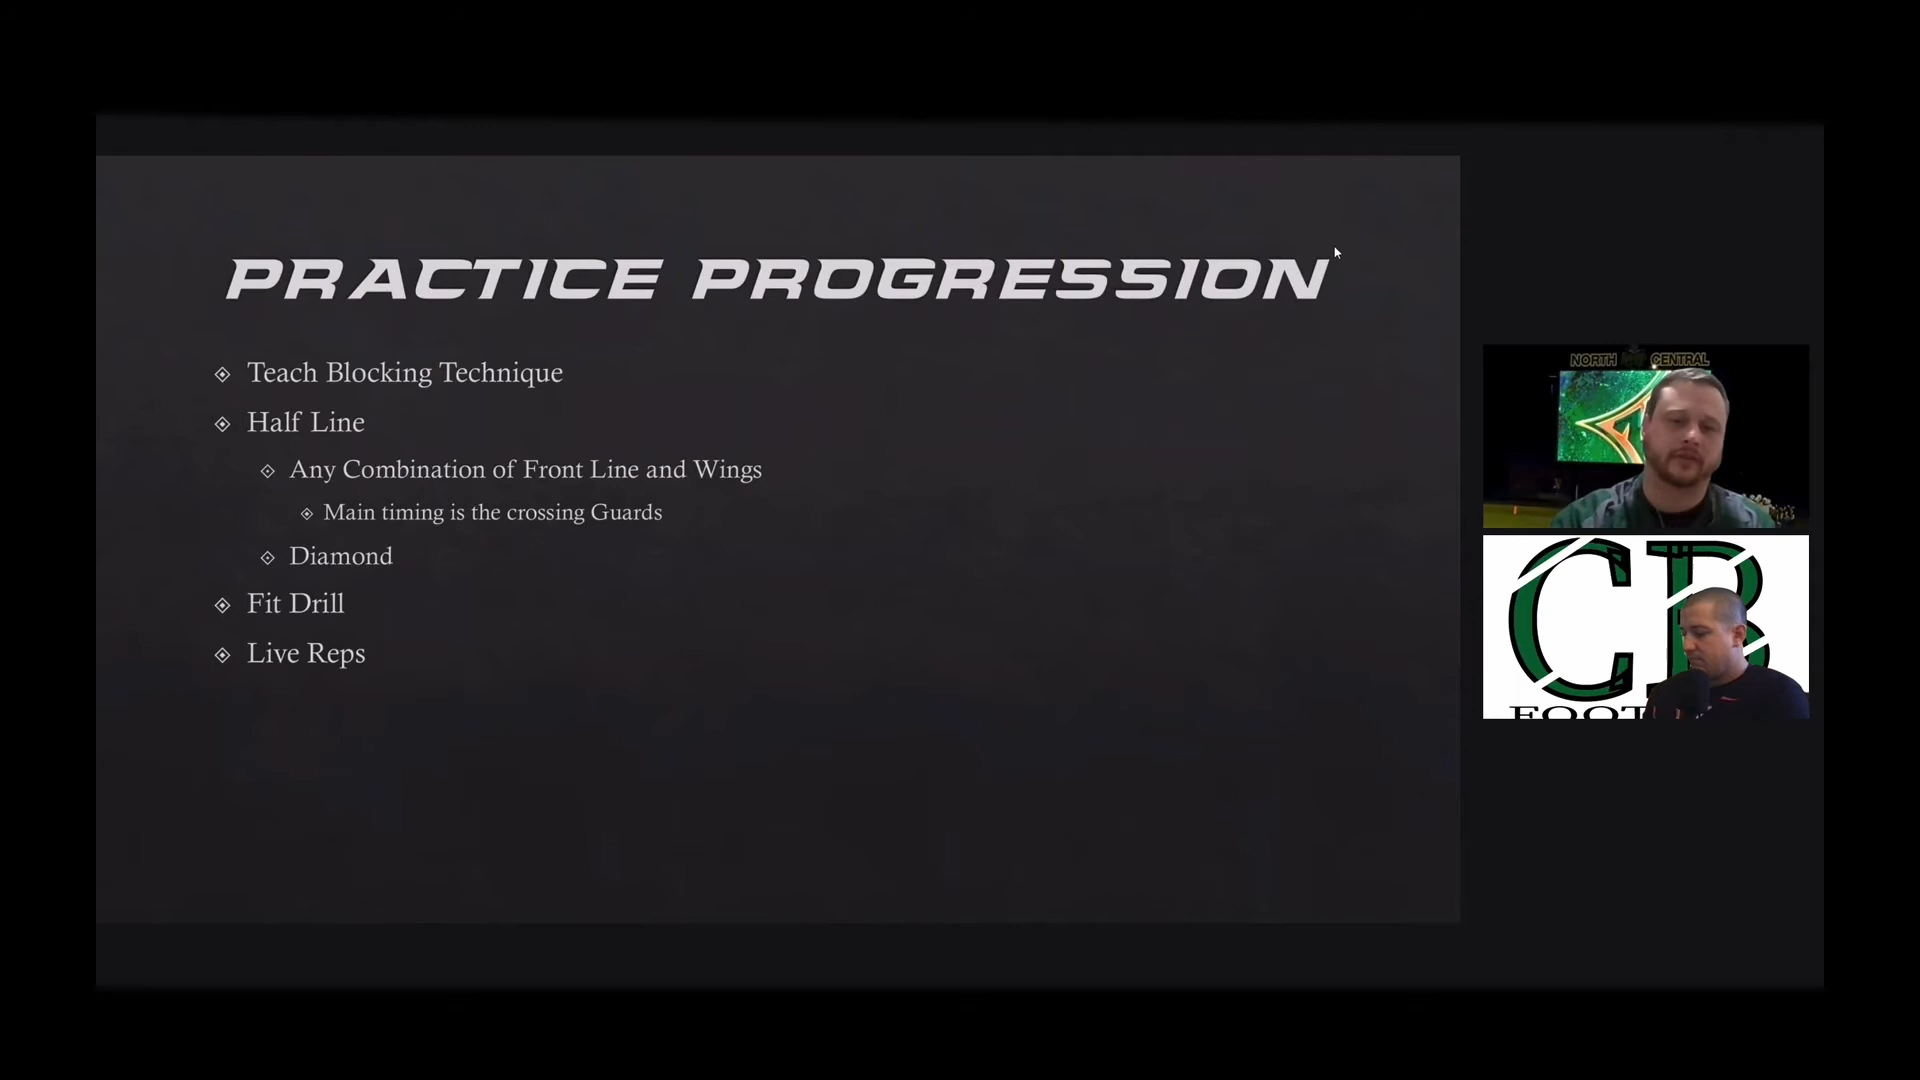 PRACTICE PROGRESSION
Teach Blocking Technique
Half Line
Any Combination of Front Line and Wings
Main timing is the crossing Guards
Diamond
Fit Drill
Live Reps
NORTH CENTRAL
CB
FOOT